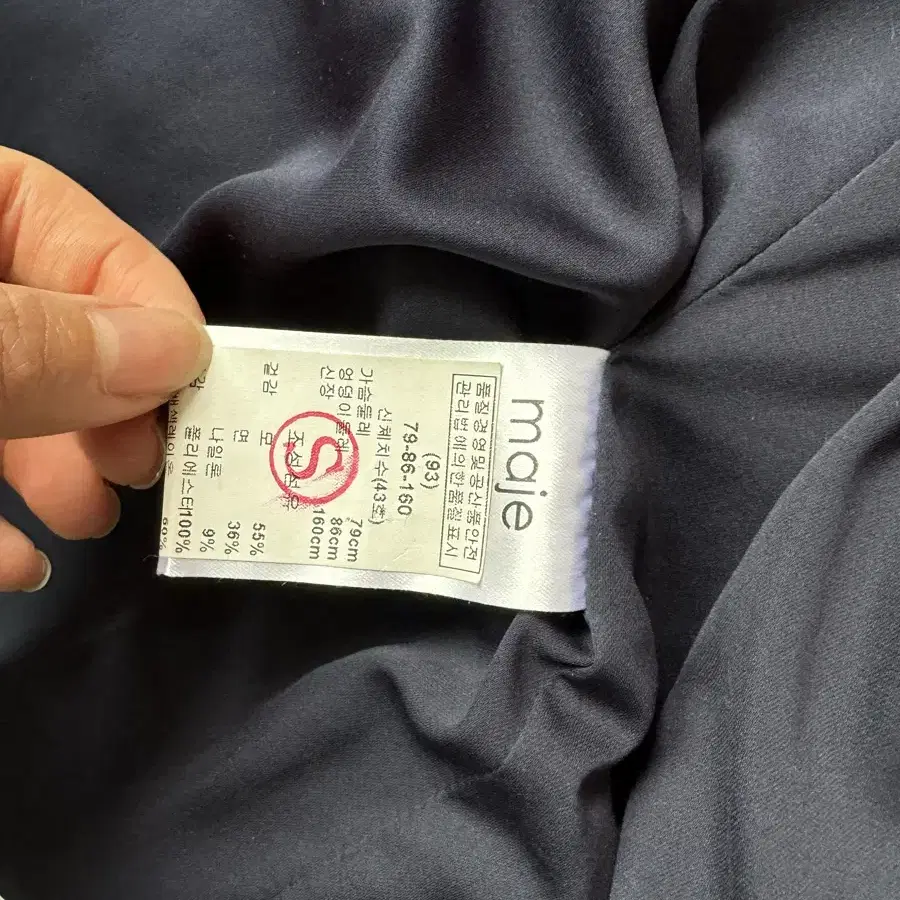 maje
품질경영및공산품안전
관리법에의한품질표시
(93)
79-86-160
신체치수(43호)
가슴둘레 79cm
엉덩이둘레 86cm
신장 160cm
조성섬유
S
겉감 모 55%
면 36%
나일론 9%
폴리에스터100%